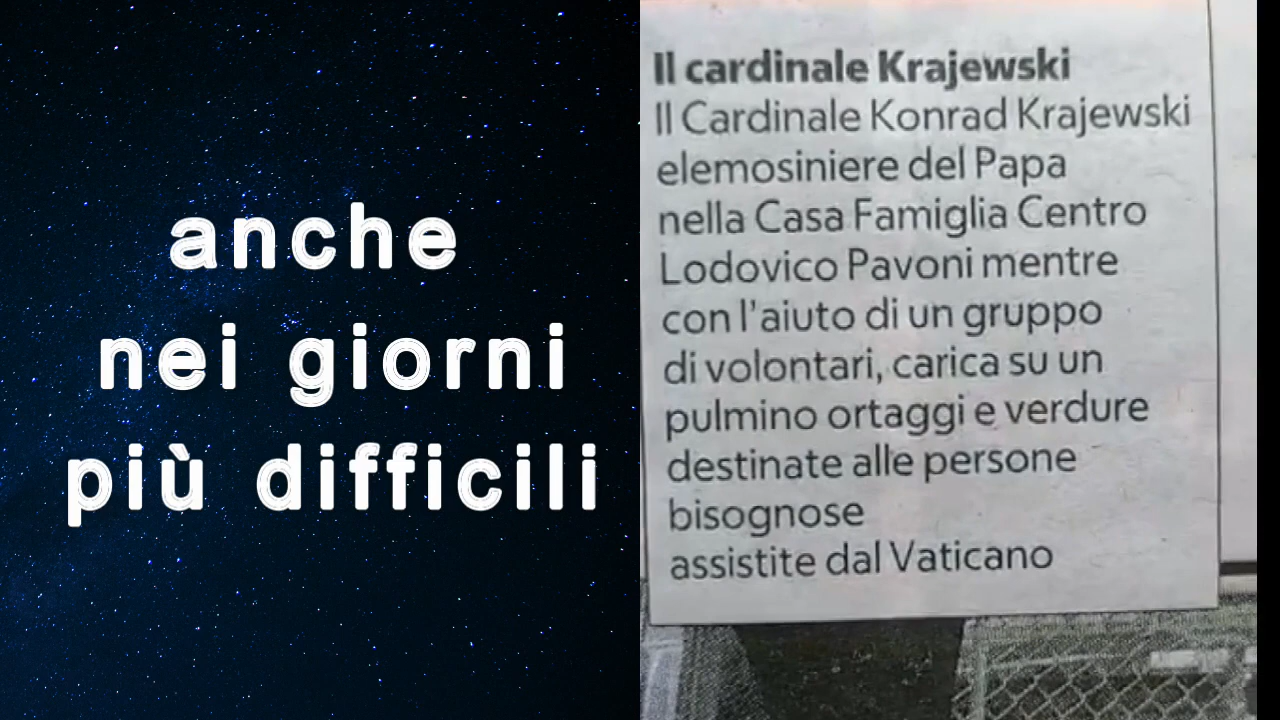 anche
nei giorni
più difficili
Il cardinale Krajewski
Il Cardinale Konrad Krajewski
elemosiniere del Papa
nella Casa Famiglia Centro
Lodovico Pavoni mentre
con l'aiuto di un gruppo
di volontari, carica su un
pulmino ortaggi e verdure
destinate alle persone
bisognose
assistite dal Vaticano